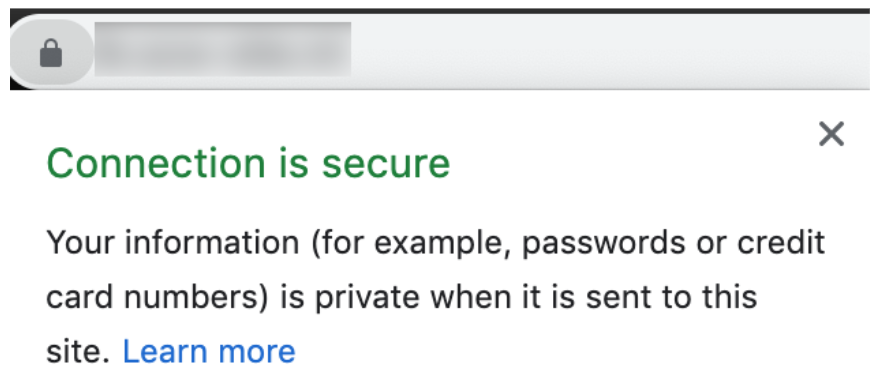 Connection is secure
Your information (for example, passwords or credit
card numbers) is private when it is sent to this
site. Learn more